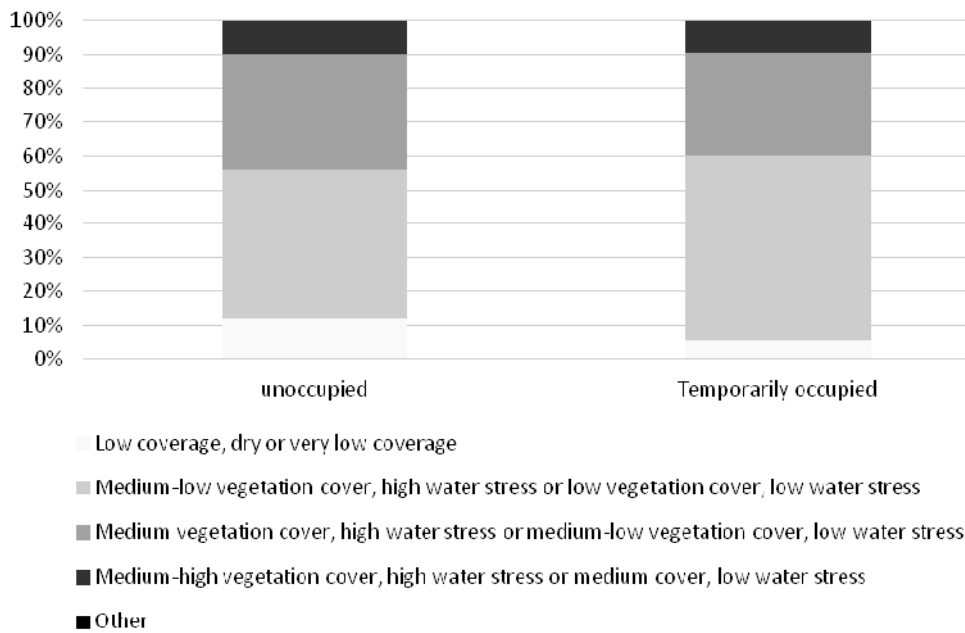 100%
90%
80%
70%
60%
50%
40%
30%
20%
10%
0%
unoccupied Temporarily occupied
Low coverage, dry or very low coverage
Medium-low vegetation cover, high water stress or low vegetation cover, low water stress
Medium vegetation cover, high water stress or medium-low vegetation cover, low water stress
Medium-high vegetation cover, high water stress or medium cover, low water stress
Other